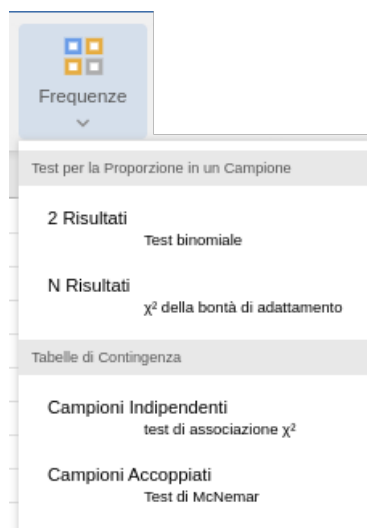 Frequenze
Test per la Proporzione in un Campione
2 Risultati
Test binomiale
N Risultati
χ² della bontà di adattamento
Tabelle di Contingenza
Campioni Indipendenti
test di associazione χ²
Campioni Accoppiati
Test di McNemar